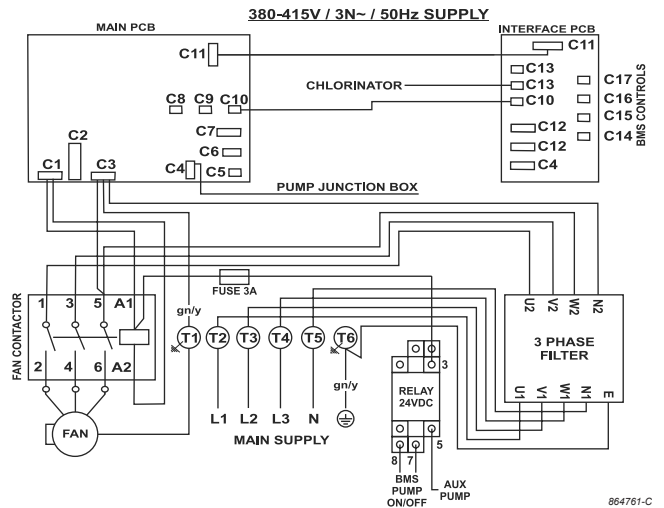 380-415V / 3N~ / 50Hz SUPPLY
MAIN PCB
INTERFACE PCB
C11
C11
C13
CHLORINATOR
C13
C17
C8 C9 C10
C10
C16
C7
C12
C15
C2
C6
C12
C14
C1
C3
C4
C5
C4
BMS CONTROLS
PUMP JUNCTION BOX
1 3 5 A1
FUSE 3A
U2 V2 W2 N2
gn/y
FAN CONTACTOR
T1 T2 T3 T4 T5 T6
3
3 PHASE
FILTER
2 4 6 A2
gn/y
RELAY
24VDC
U1 V1 W1 N1 E
L1 L2 L3 N
FAN
MAIN SUPPLY
5
8 7
BMS
PUMP
ON/OFF
AUX
PUMP
864761-C